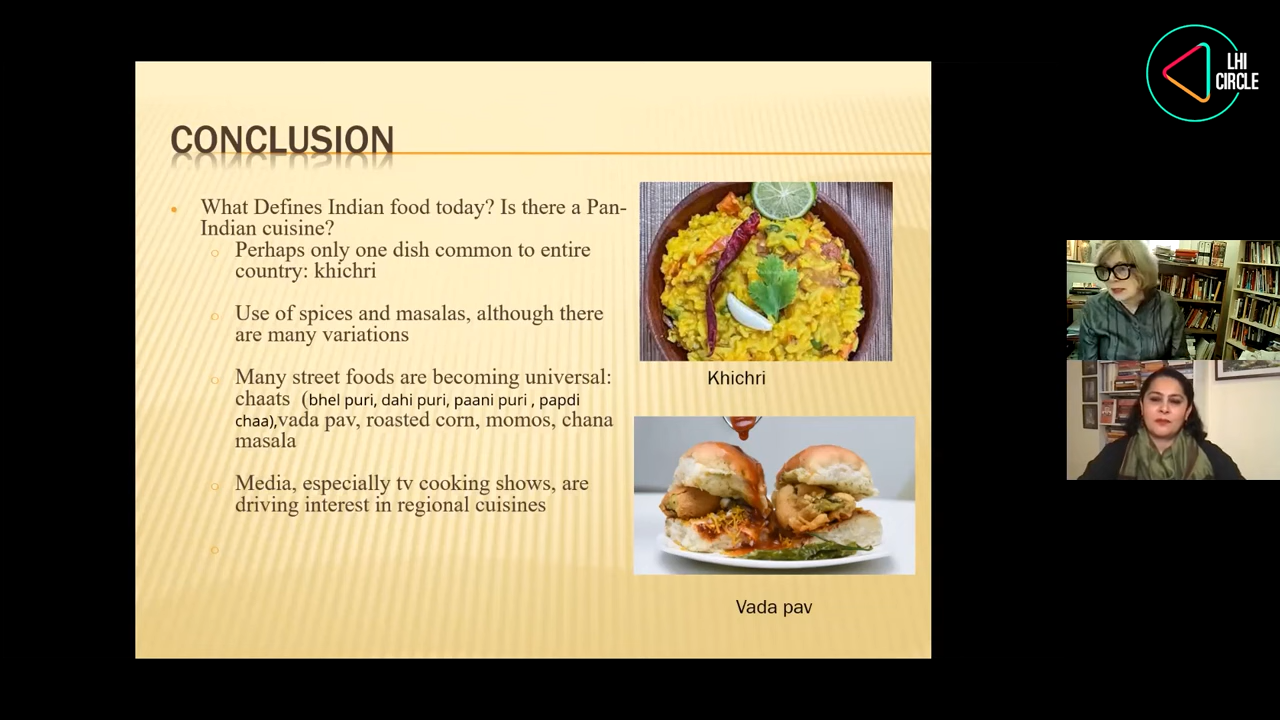 LHI
CIRCLE
CONCLUSION
What Defines Indian food today? Is there a Pan-
Indian cuisine?
Perhaps only one dish common to entire
country: khichri
Use of spices and masalas, although there
are many variations
Many street foods are becoming universal:
chaats (bhel puri, dahi puri, paani puri , papdi
chaa),vada pav, roasted corn, momos, chana
masala
Media, especially tv cooking shows, are
driving interest in regional cuisines
Khichri
Vada pav